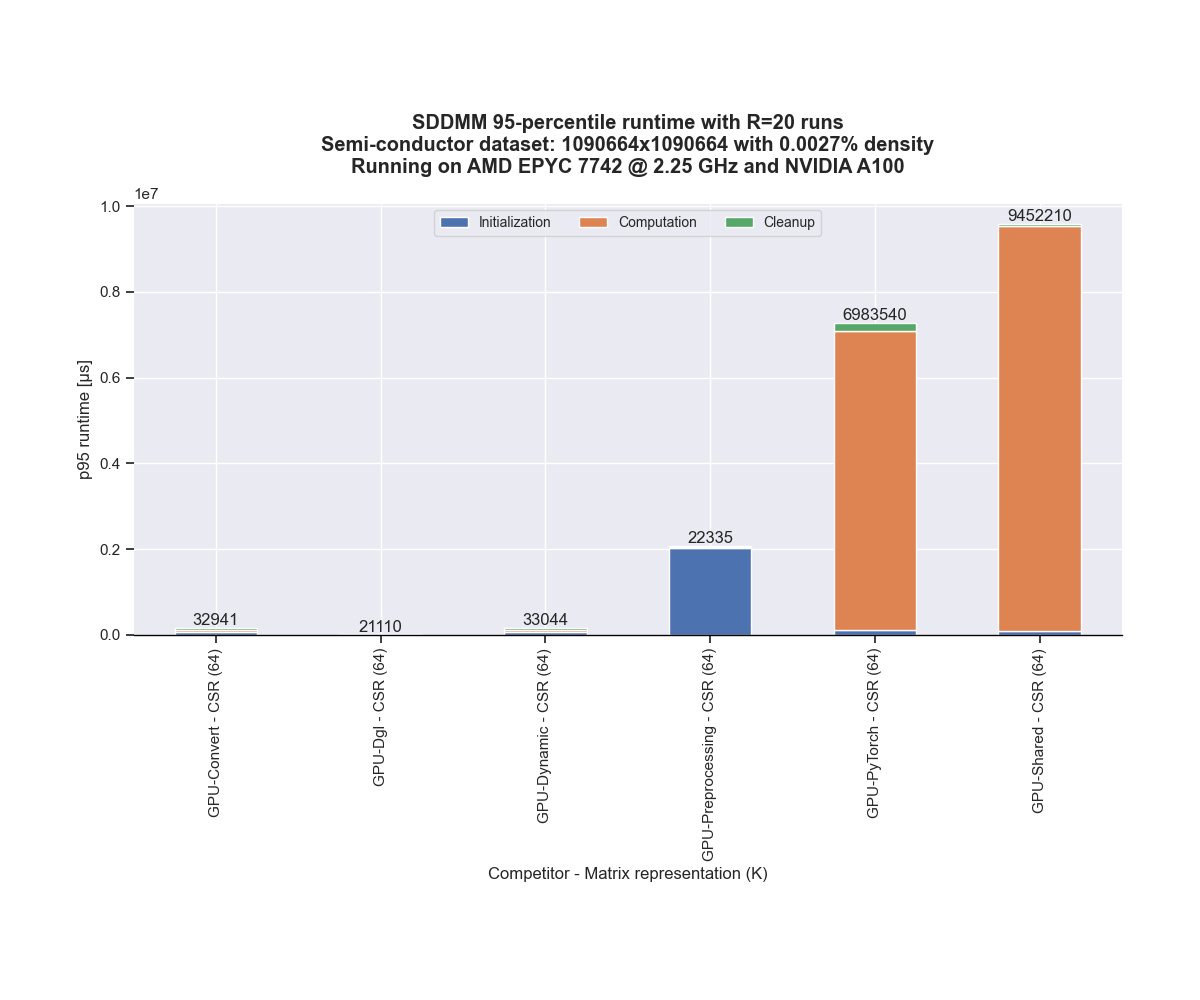 SDDMM 95-percentile runtime with R=20 runs
Semi-conductor dataset: 1090664x1090664 with 0.0027% density
Running on AMD EPYC 7742 @ 2.25 GHz and NVIDIA A100
1e7
1.0
0.8
0.6
0.4
0.2
0.0
p95 runtime [μs]
Initialization Computation Cleanup
32941
21110
33044
22335
6983540
9452210
GPU-Convert - CSR (64)
GPU-Dgl - CSR (64)
GPU-Dynamic - CSR (64)
GPU-Preprocessing - CSR (64)
GPU-PyTorch - CSR (64)
GPU-Shared - CSR (64)
Competitor - Matrix representation (K)